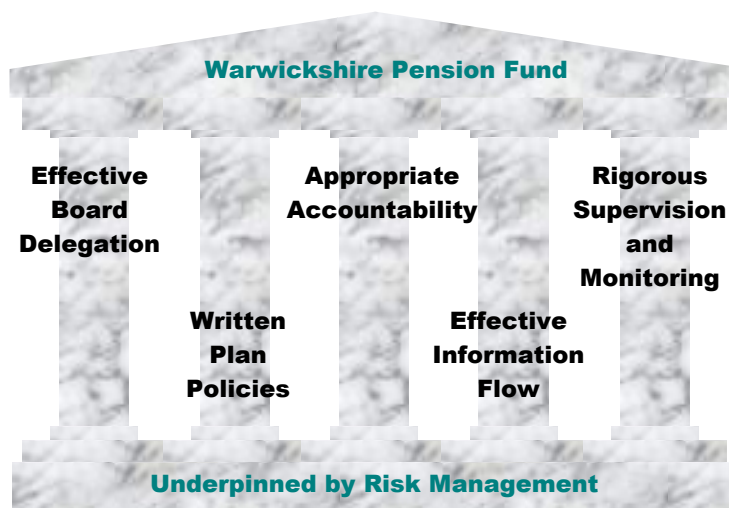 Warwickshire Pension Fund
Effective
Board
Delegation
Appropriate
Accountability
Rigorous
Supervision
and
Monitoring
Written
Plan
Policies
Effective
Information
Flow
Underpinned by Risk Management